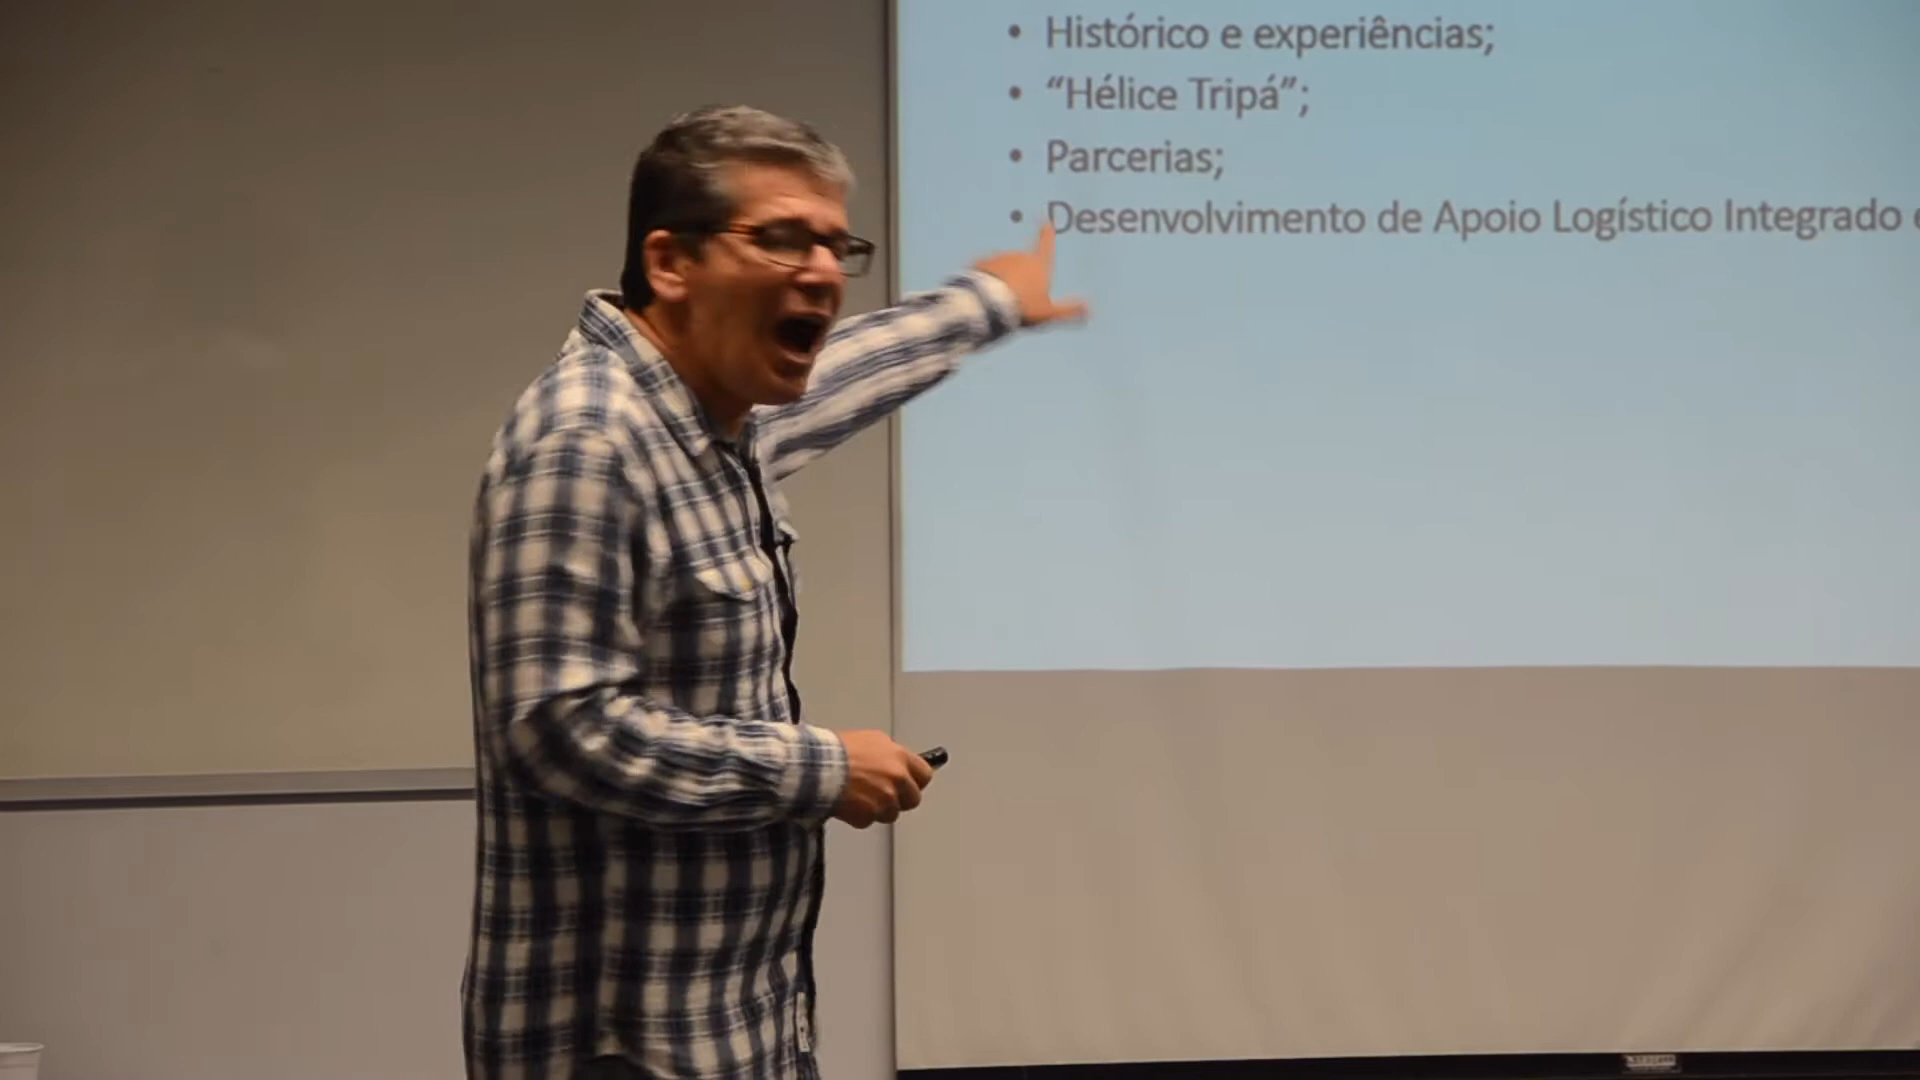 • Histórico e experiências;
• “Hélice Tripá”;
• Parcerias;
• Desenvolvimento de Apoio Logístico Integrado